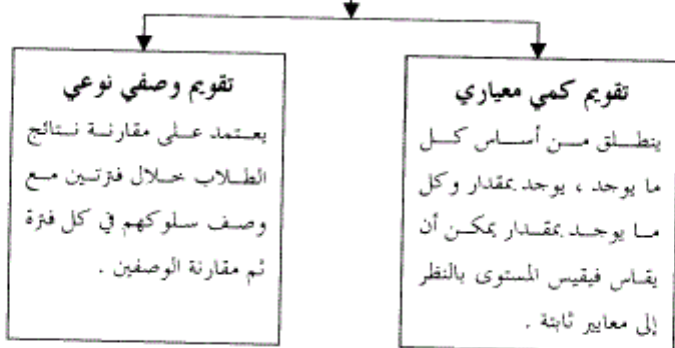 تقويم كمي معياري
ينطلق من أساس كل
ما يوجد ، يوجد بمقدار وكل
ما يوجد بمقدار يمكن أن
يقاس فيقيس المستوى بالنظر
إلى معايير ثابتة .
تقويم وصفي نوعي
يعتمد على مقارنة نتائج
الطلاب خلال فترتين مع
وصف سلوكهم في كل فترة
ثم مقارنة الوصفين .